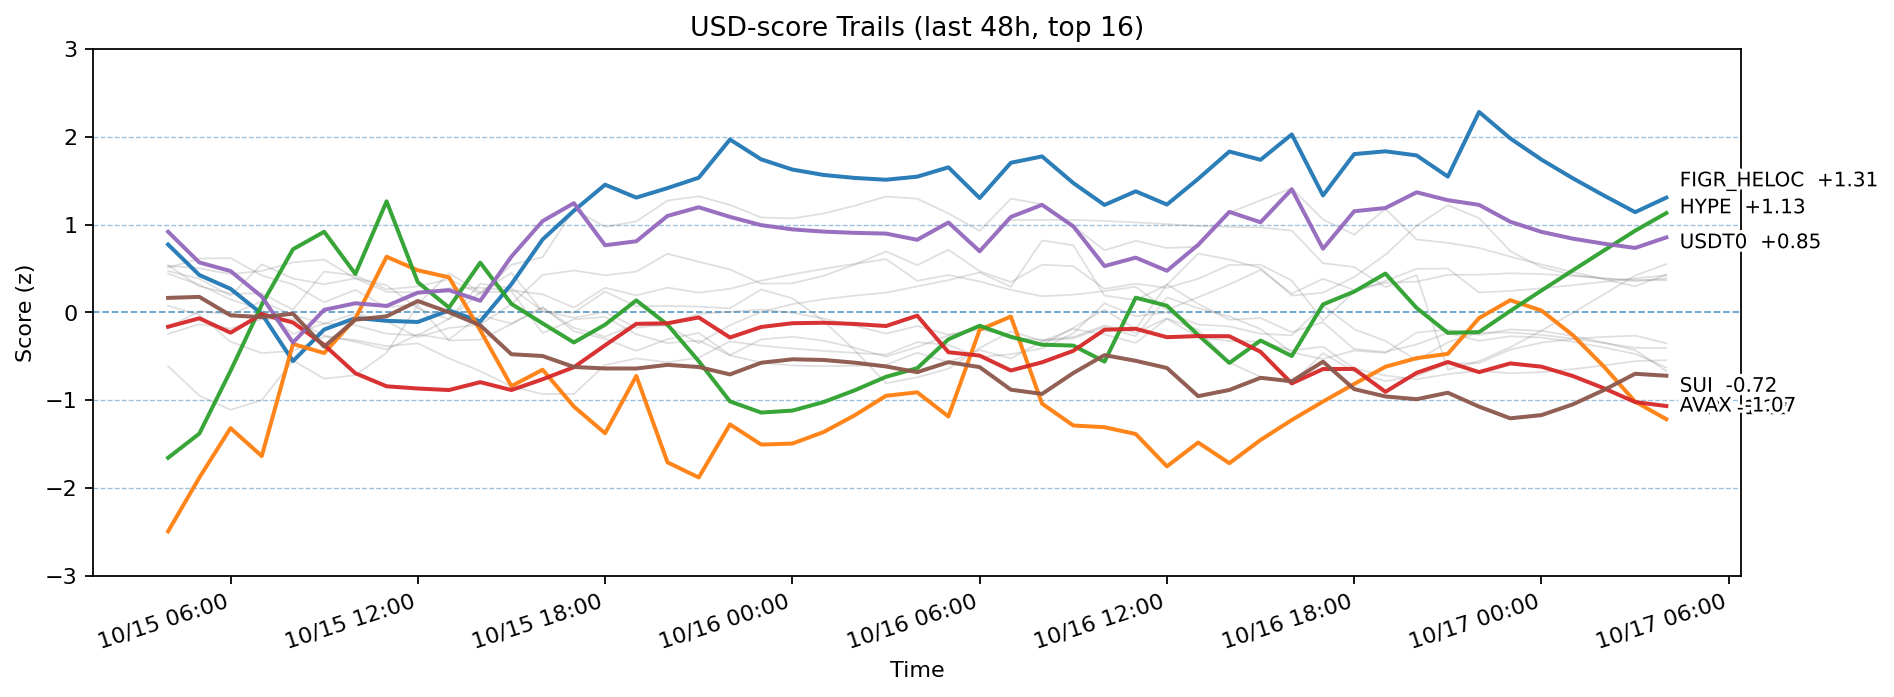 USD-score Trails (last 48h, top 16)
Score (z)
3
2
1
0
−1
−2
−3
FIGR_HELOC +1.31
HYPE +1.13
USDT0 +0.85
SUI -0.72
AVAX -1.07
10/15 06:00
10/15 12:00
10/15 18:00
10/16 00:00
10/16 06:00
10/16 12:00
10/16 18:00
10/17 00:00
10/17 06:00
Time